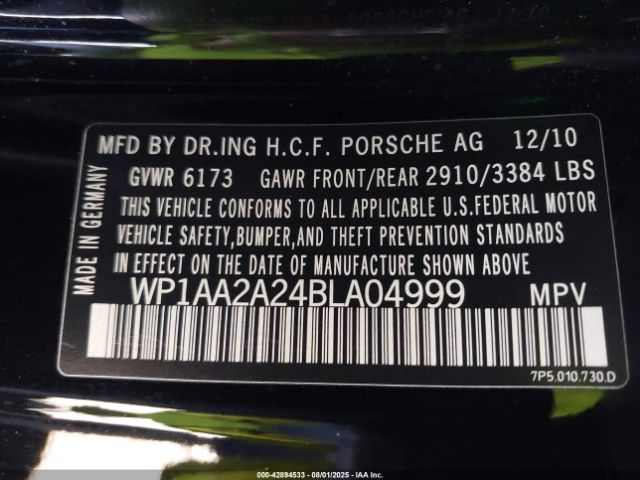 MFD BY DR.ING H.C.F. PORSCHE AG 12/10
GVWR 6173 GAWR FRONT/REAR 2910/3384 LBS
THIS VEHICLE CONFORMS TO ALL APPLICABLE U.S.FEDERAL MOTOR
VEHICLE SAFETY,BUMPER,AND THEFT PREVENTION STANDARDS
IN EFFECT ON THE DATE OF MANUFACTURE SHOWN ABOVE.
WP1AA2A24BLA04999 MPV
MADE IN GERMANY
7P5.010.730.D
000-42894533 - 08/01/2025 - IAA Inc.